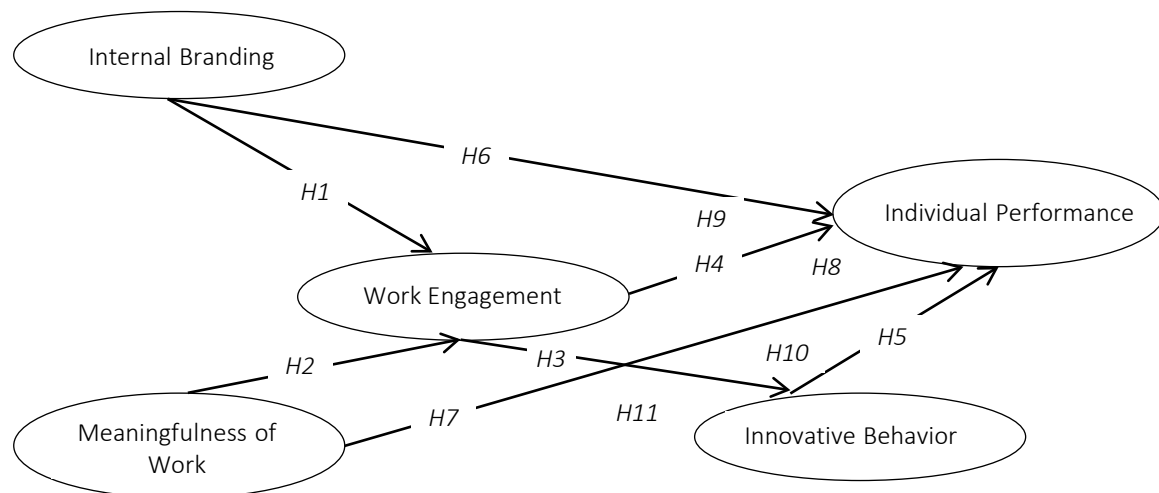 Internal Branding
H6
H1
Individual Performance
H9
H4
H8
Work Engagement
H5
H3
H10
H2
H7
H11
Meaningfulness of
Work
Innovative Behavior